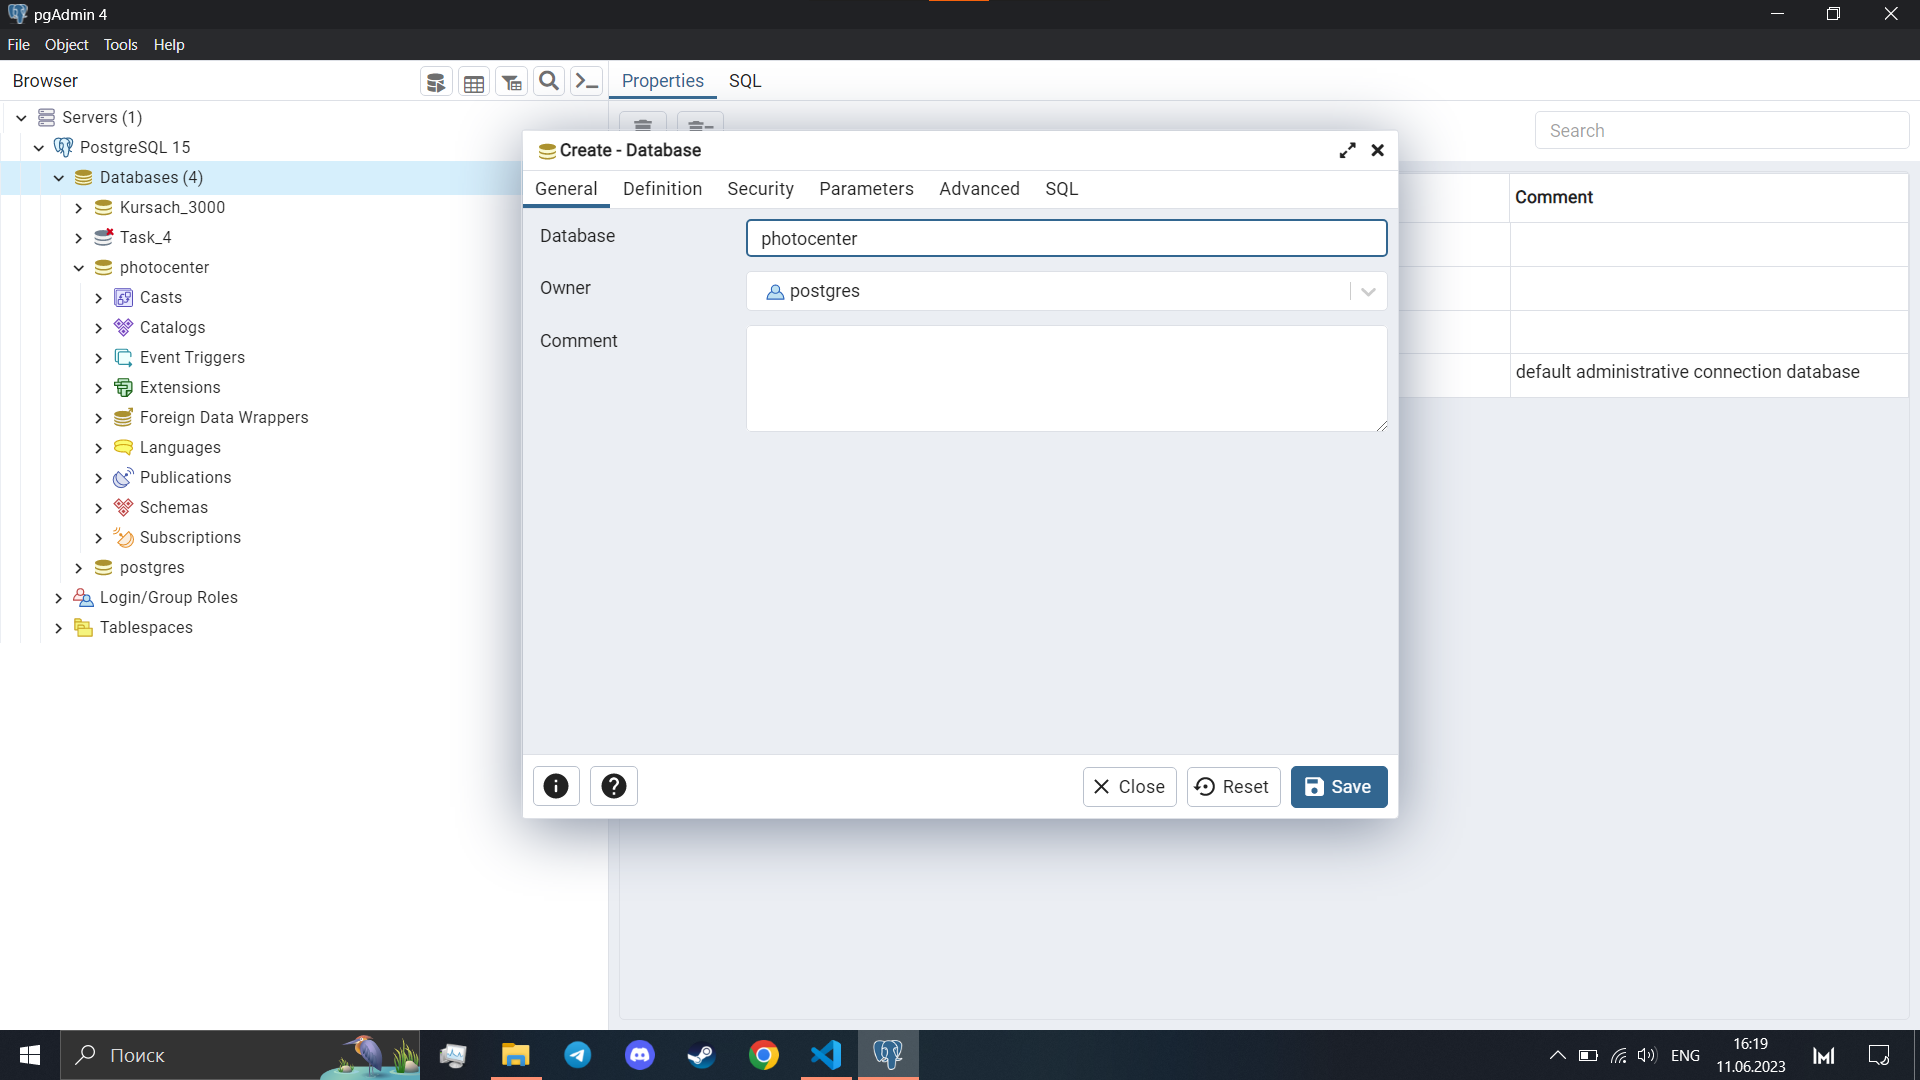 pgAdmin 4
File Object Tools Help
Browser
Properties SQL
Servers (1)
PostgreSQL 15
Databases (4)
Kursach_3000
Task_4
photocenter
Casts
Catalogs
Event Triggers
Extensions
Foreign Data Wrappers
Languages
Publications
Schemas
Subscriptions
postgres
Login/Group Roles
Tablespaces
Search
Comment
default administrative connection database
Create - Database
General Definition Security Parameters Advanced SQL
Database photocenter
Owner postgres
Comment
Close Reset Save
Поиск
ENG
16:19
11.06.2023